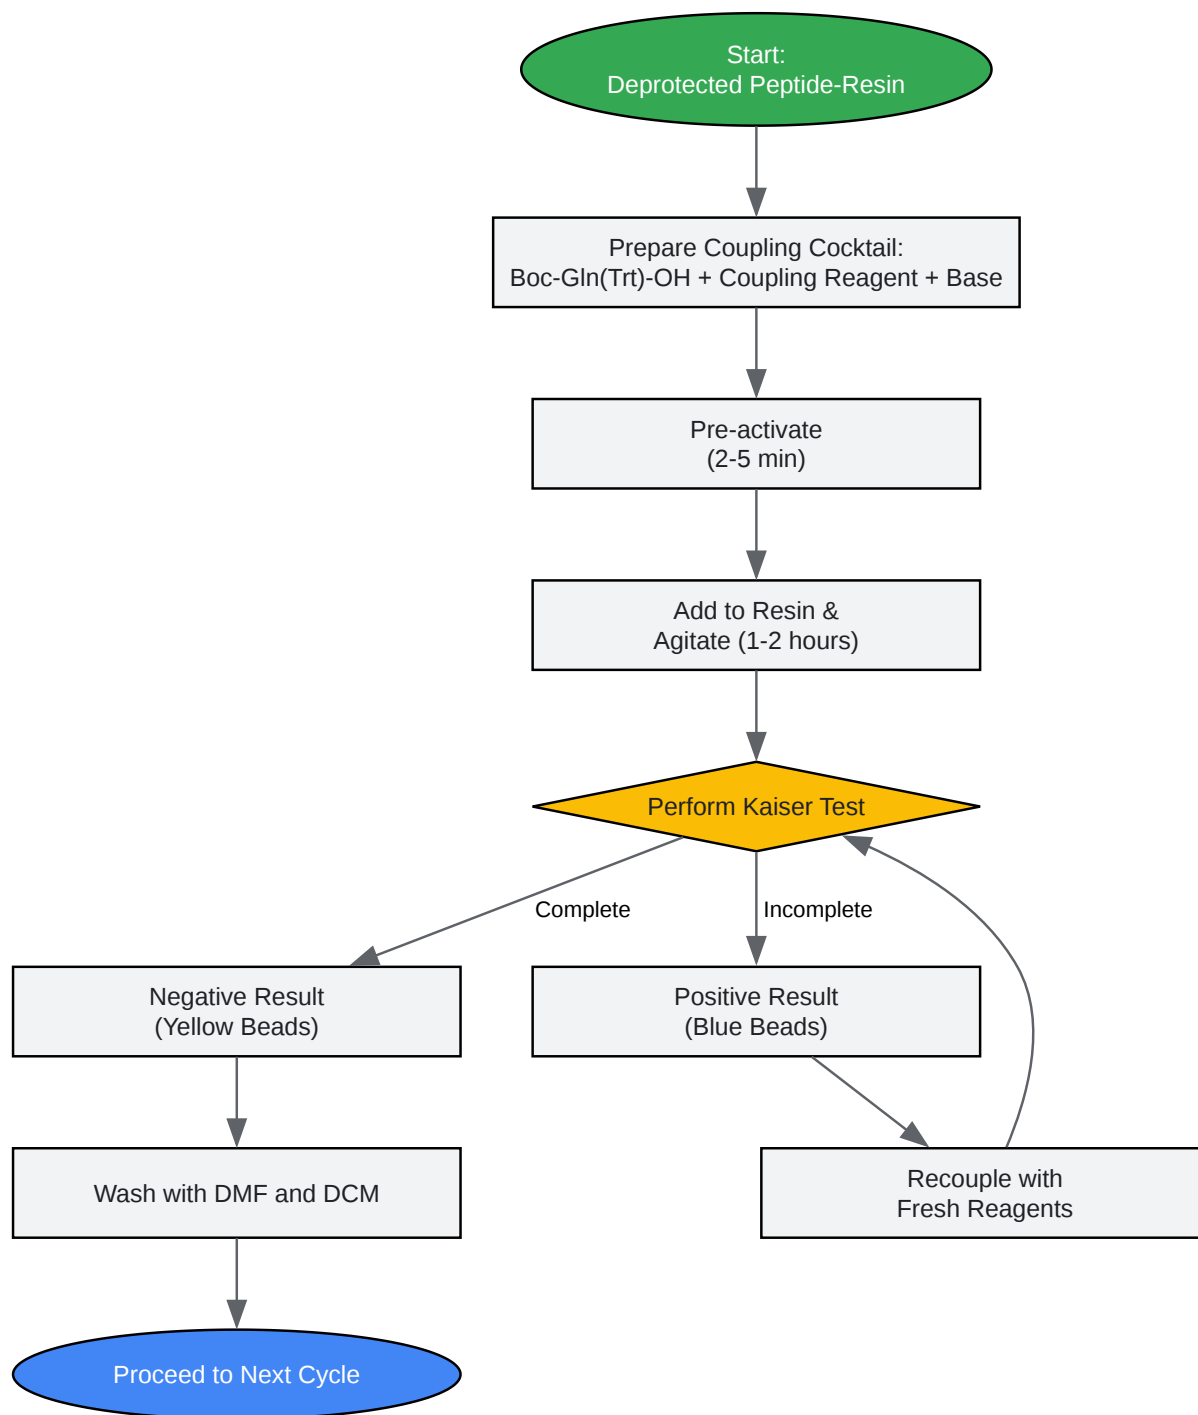 Start:
Deprotected Peptide-Resin
Prepare Coupling Cocktail:
Boc-Gln(Trt)-OH + Coupling Reagent + Base
Pre-activate
(2-5 min)
Add to Resin &
Agitate (1-2 hours)
Perform Kaiser Test
Complete
Incomplete
Negative Result
(Yellow Beads)
Positive Result
(Blue Beads)
Wash with DMF and DCM
Recouple with
Fresh Reagents
Proceed to Next Cycle